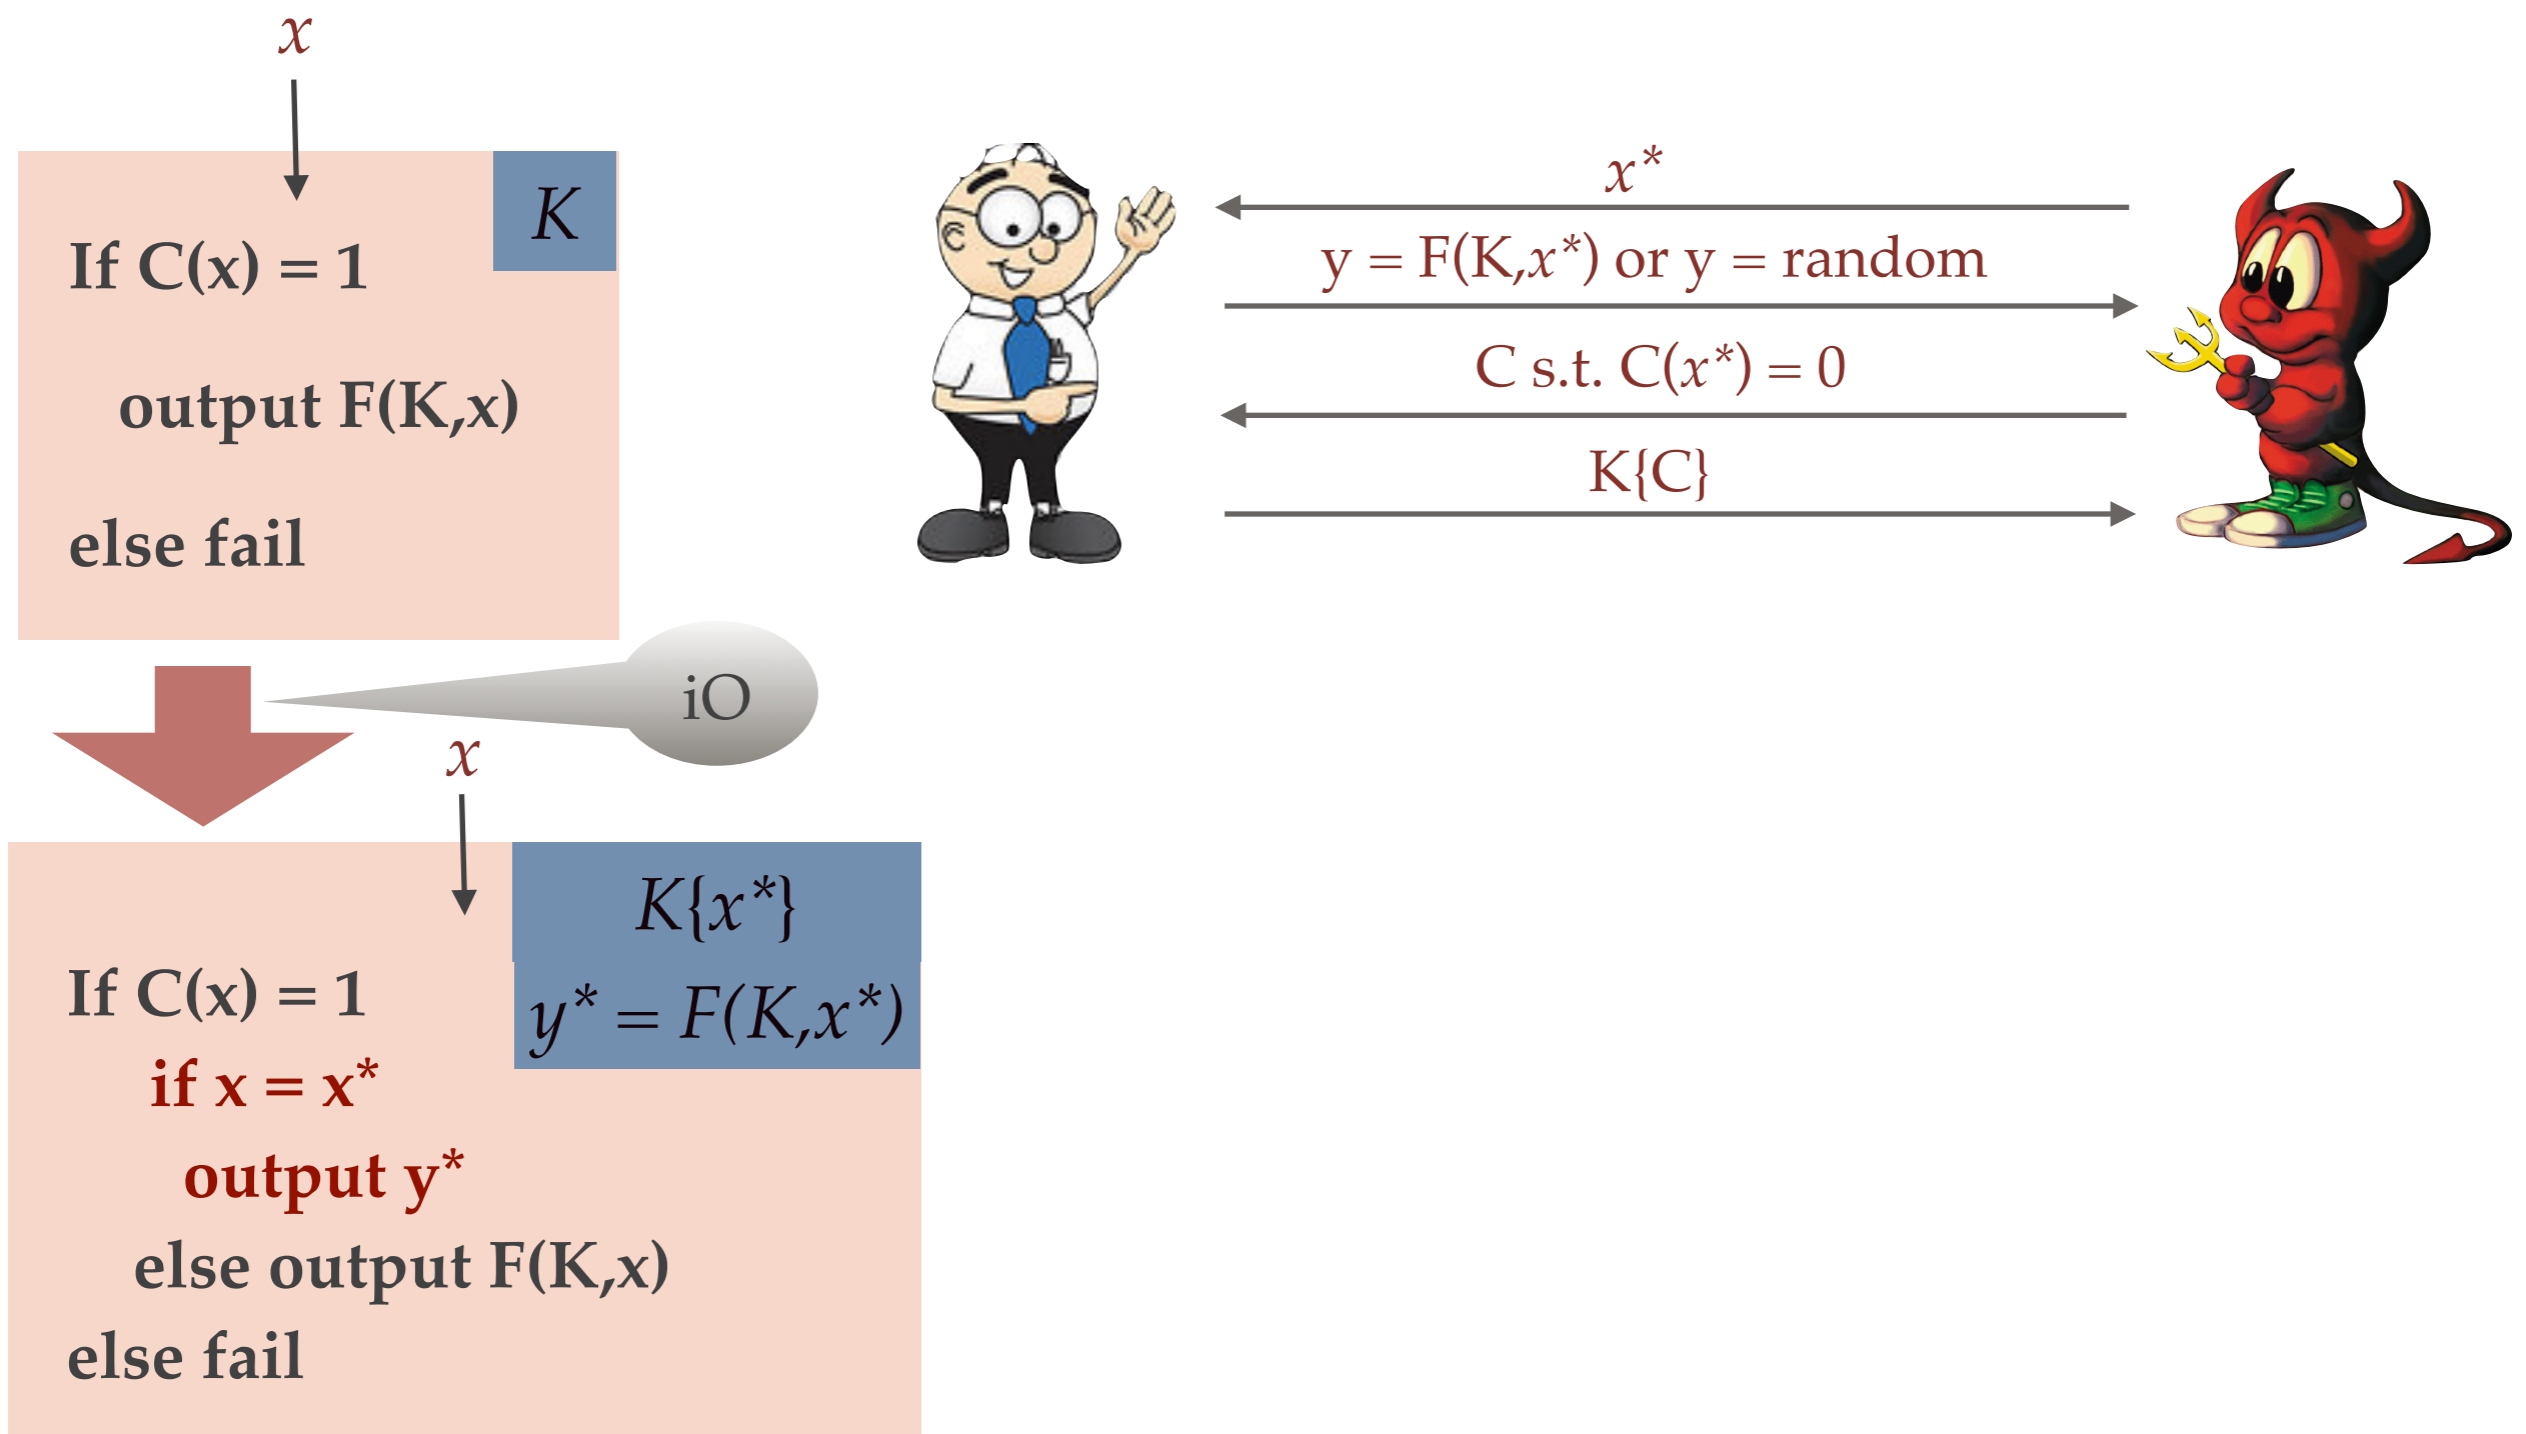 x
K
If C(x) = 1
output F(K,x)
else fail
x*
y = F(K,x*) or y = random
C s.t. C(x*) = 0
K{C}
iO
x
K{x*}
y* = F(K,x*)
If C(x) = 1
if x = x*
output y*
else output F(K,x)
else fail